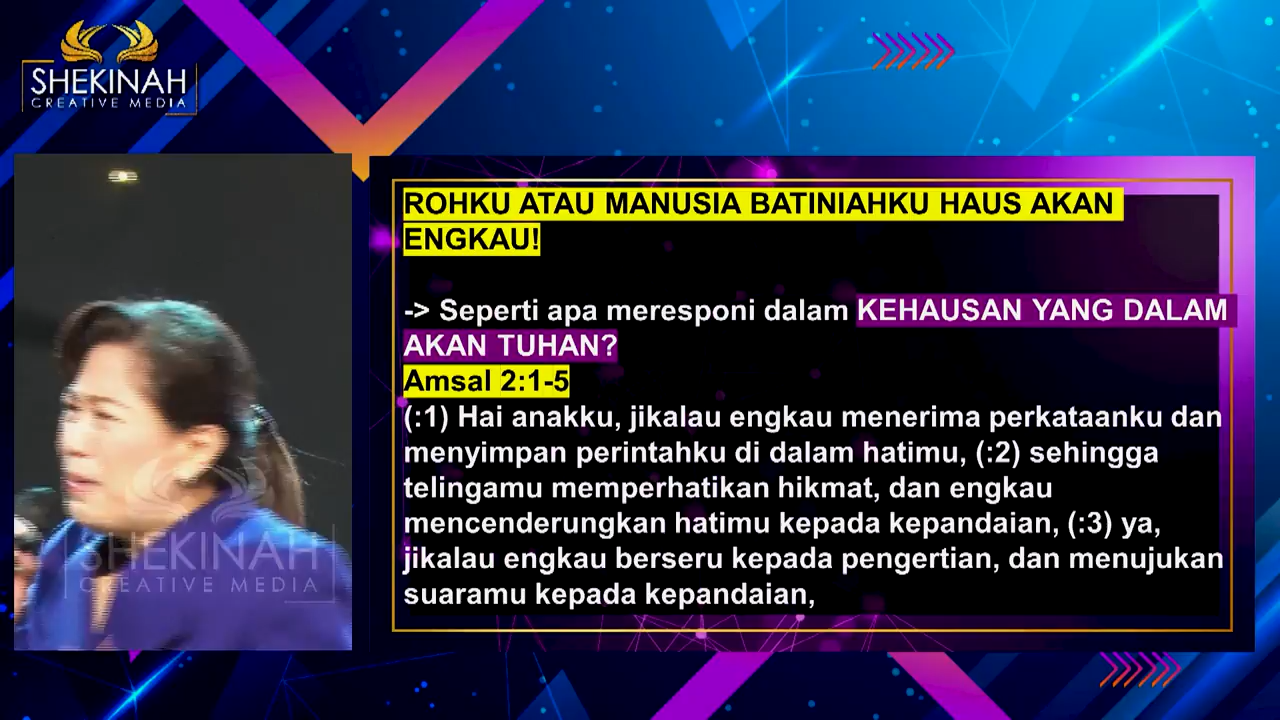 SHEKINAH
CREATIVE MEDIA
ROHKU ATAU MANUSIA BATINIAHKU HAUS AKAN
ENGKAU!
-> Seperti apa meresponi dalam KEHAUSAN YANG DALAM
AKAN TUHAN?
Amsal 2:1-5
(:1) Hai anakku, jikalau engkau menerima perkataanku dan
menyimpan perintahku di dalam hatimu, (:2) sehingga
telingamu memperhatikan hikmat, dan engkau
mencenderungkan hatimu kepada kepandaian, (:3) ya,
jikalau engkau berseru kepada pengertian, dan menujukan
suaramu kepada kepandaian,
SHEKINAH
CREATIVE MEDIA